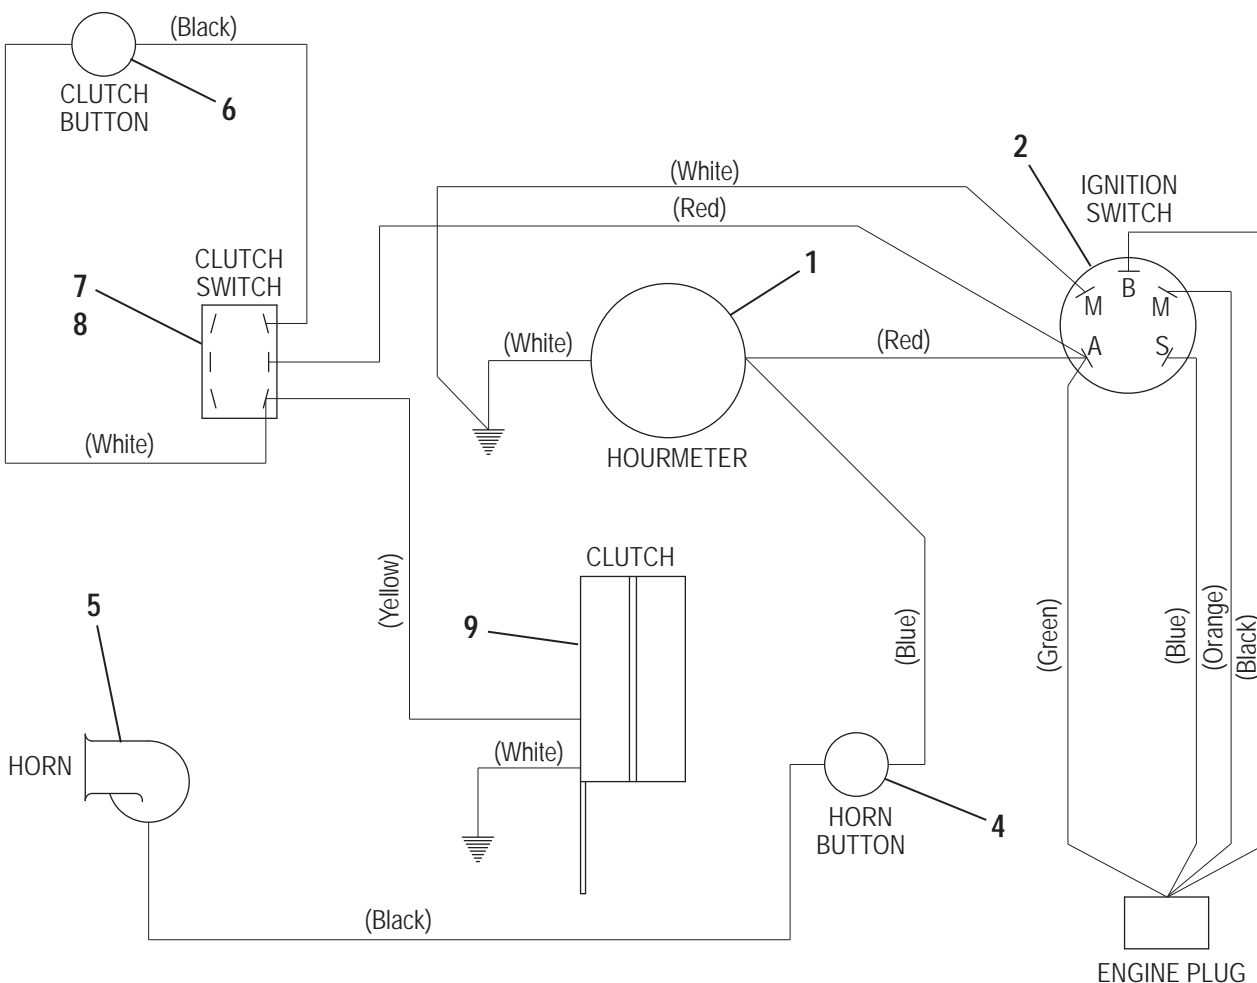 (Black)
CLUTCH
BUTTON
6
2
(White)
IGNITION
SWITCH
(Red)
CLUTCH
SWITCH
7
8
1
B
M
M
(White)
(Red)
A
S
(White)
HOURMETER
CLUTCH
(Yellow)
5
9
(Blue)
(Green)
(Blue)
(Orange)
(Black)
HORN
(White)
HORN
BUTTON
4
(Black)
ENGINE PLUG